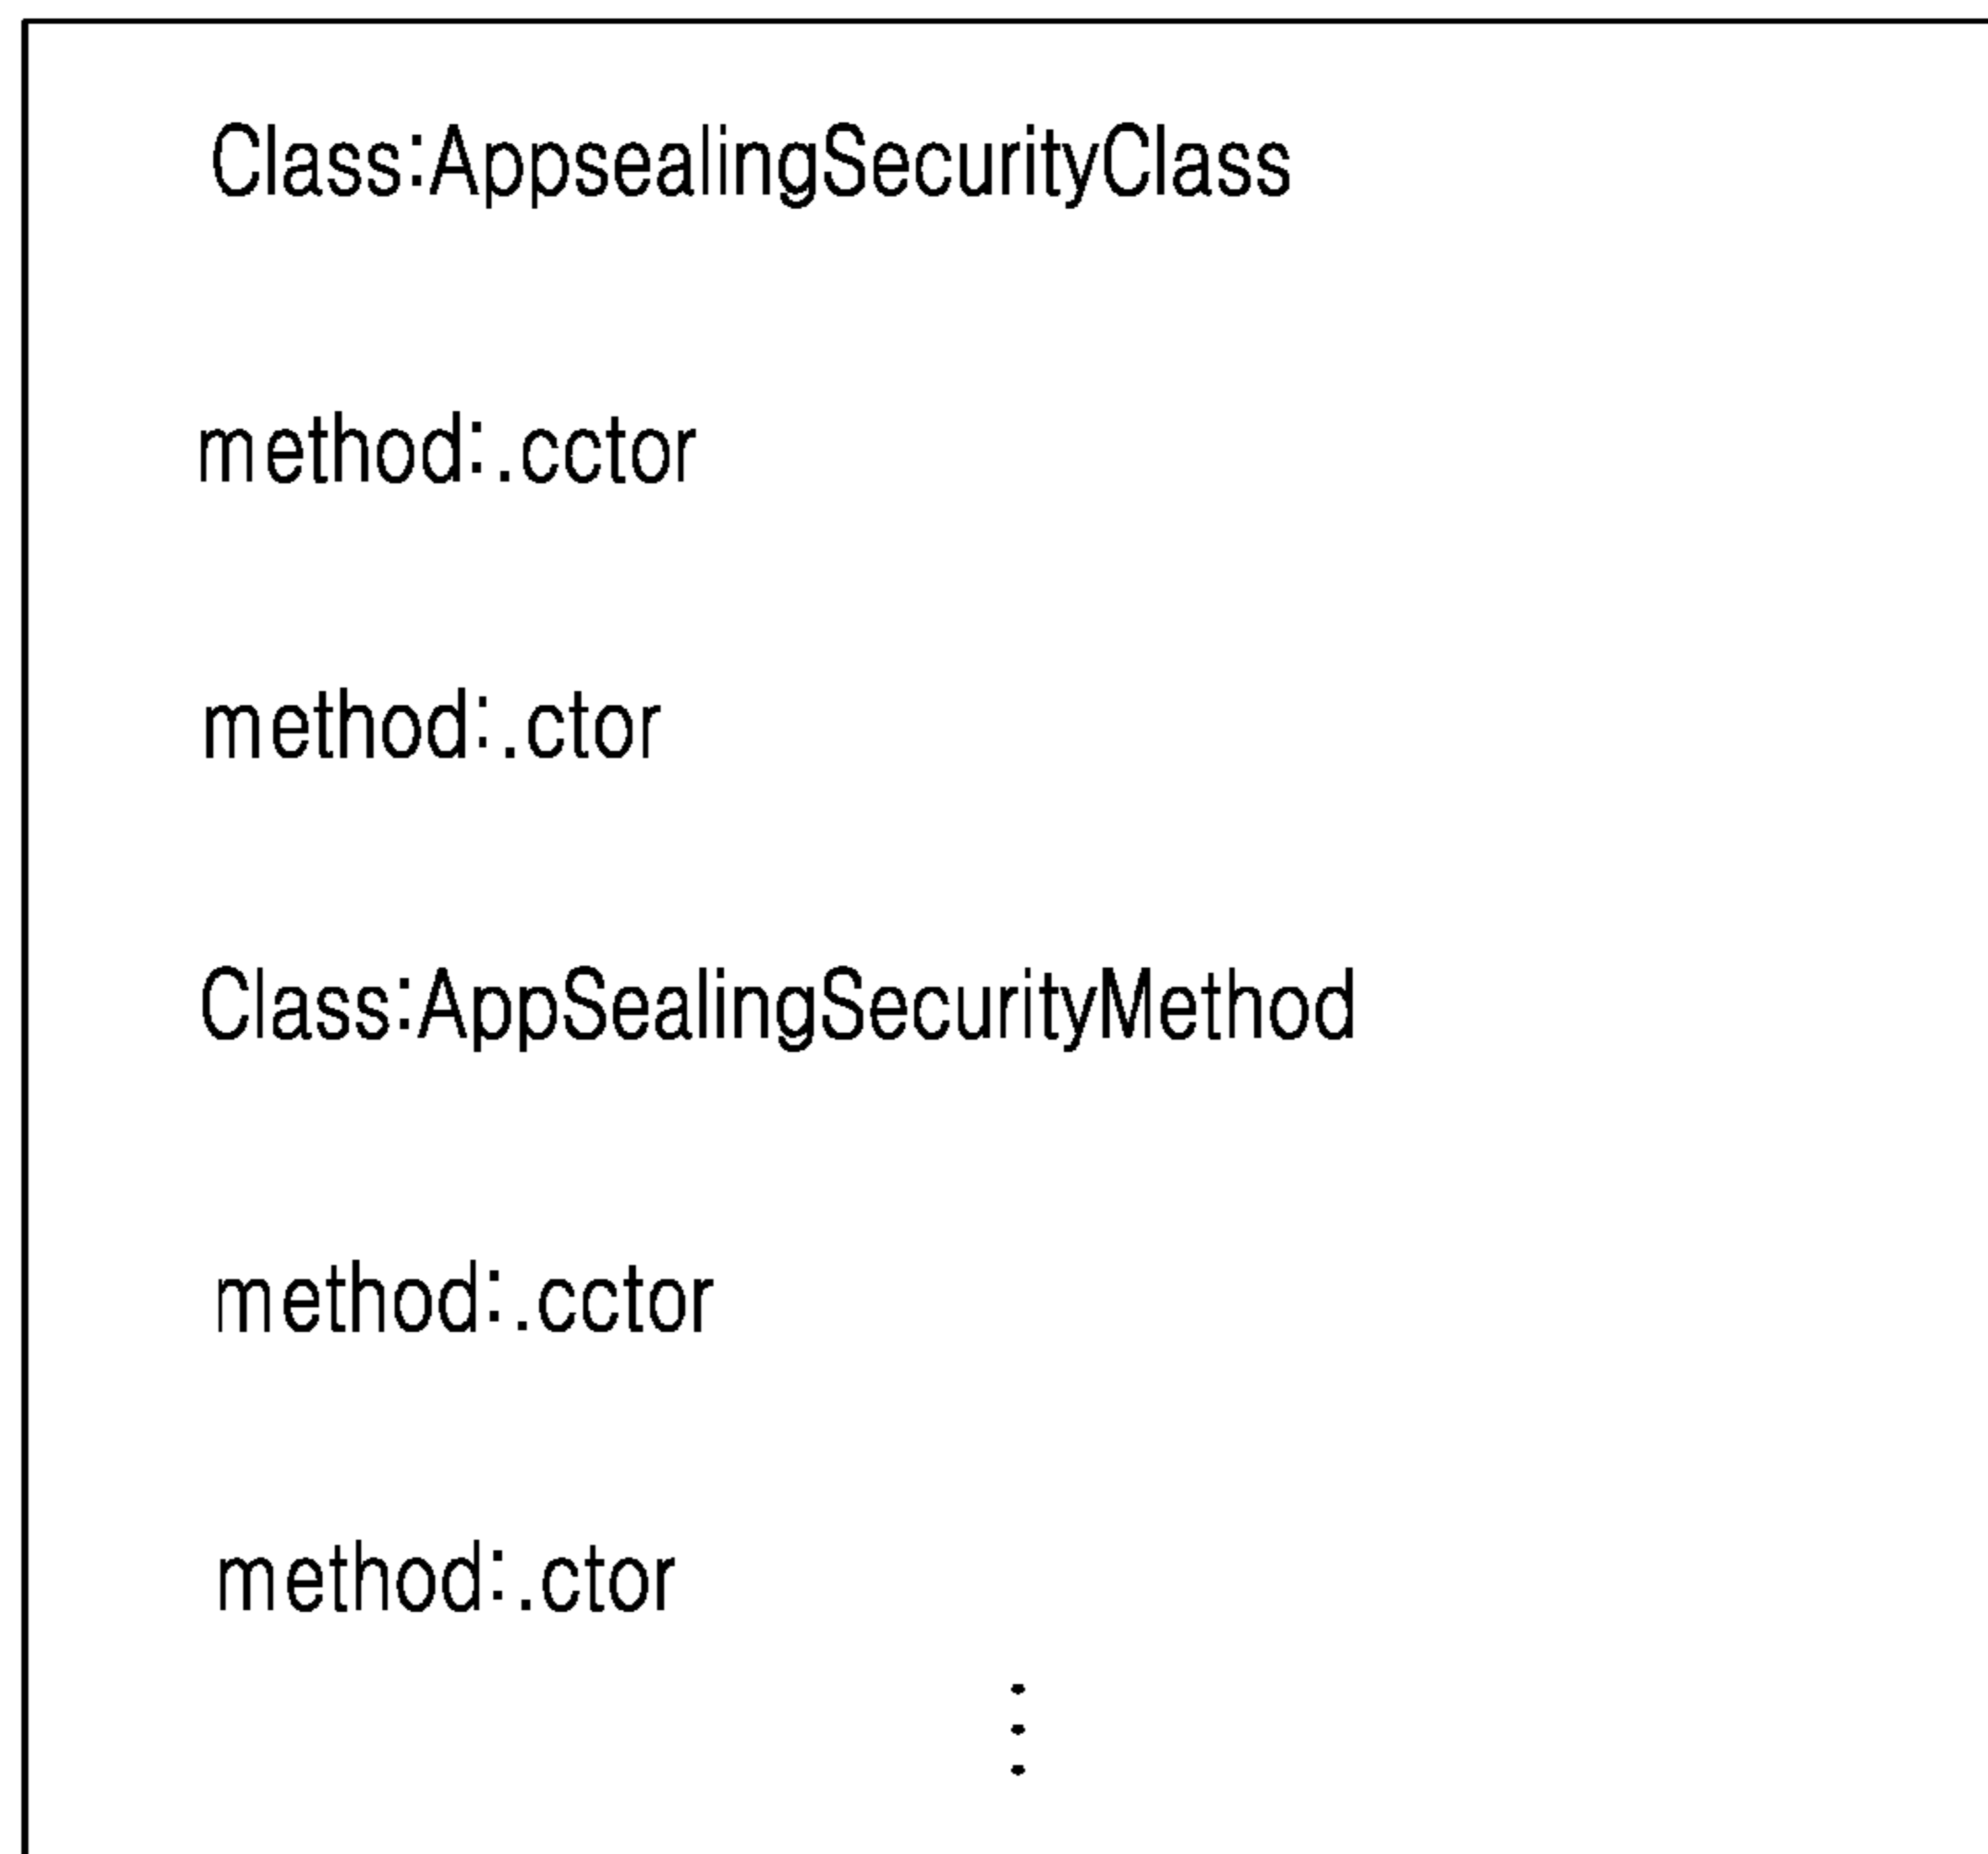 Class:AppsealingSecurityClass
method:.cctor
method:.ctor
Class:AppSealingSecurityMethod
method:.cctor
method:.ctor